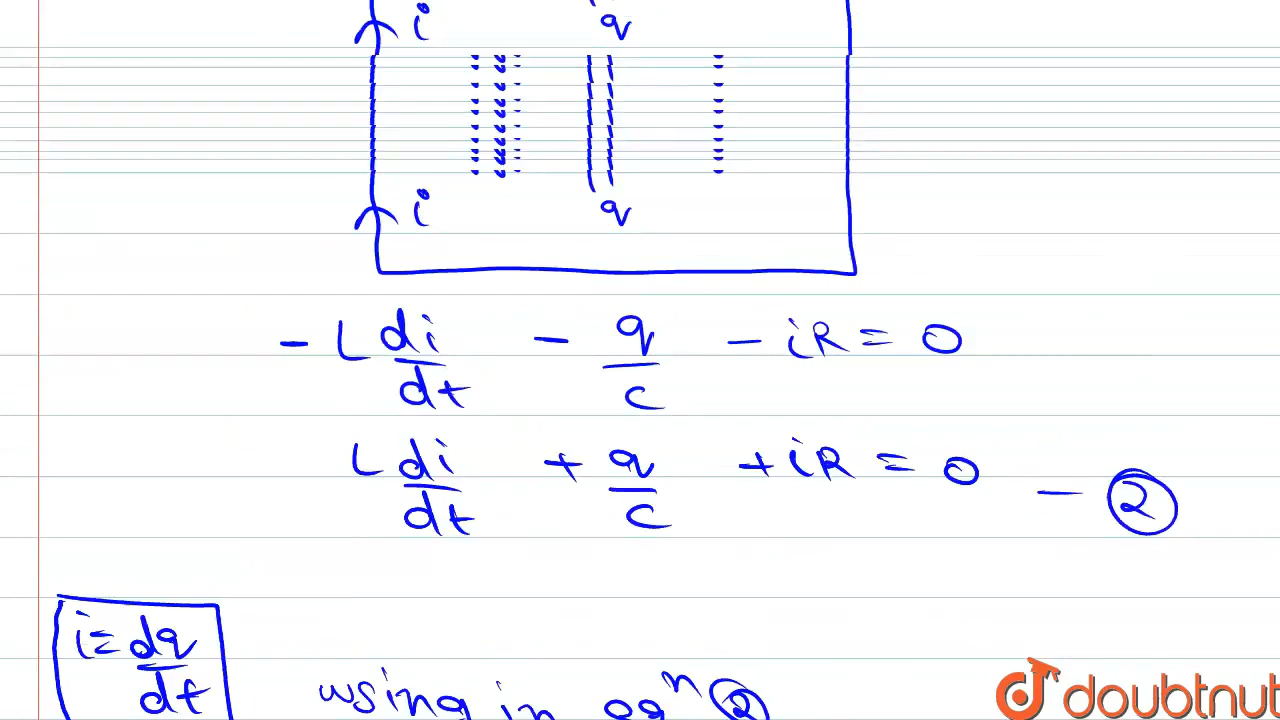 i q
i q
- L di/dt - q/c - iR = 0
L di/dt + q/c + iR = 0 - ②
i = dq/dt
using in eqⁿ ②
doubtnut